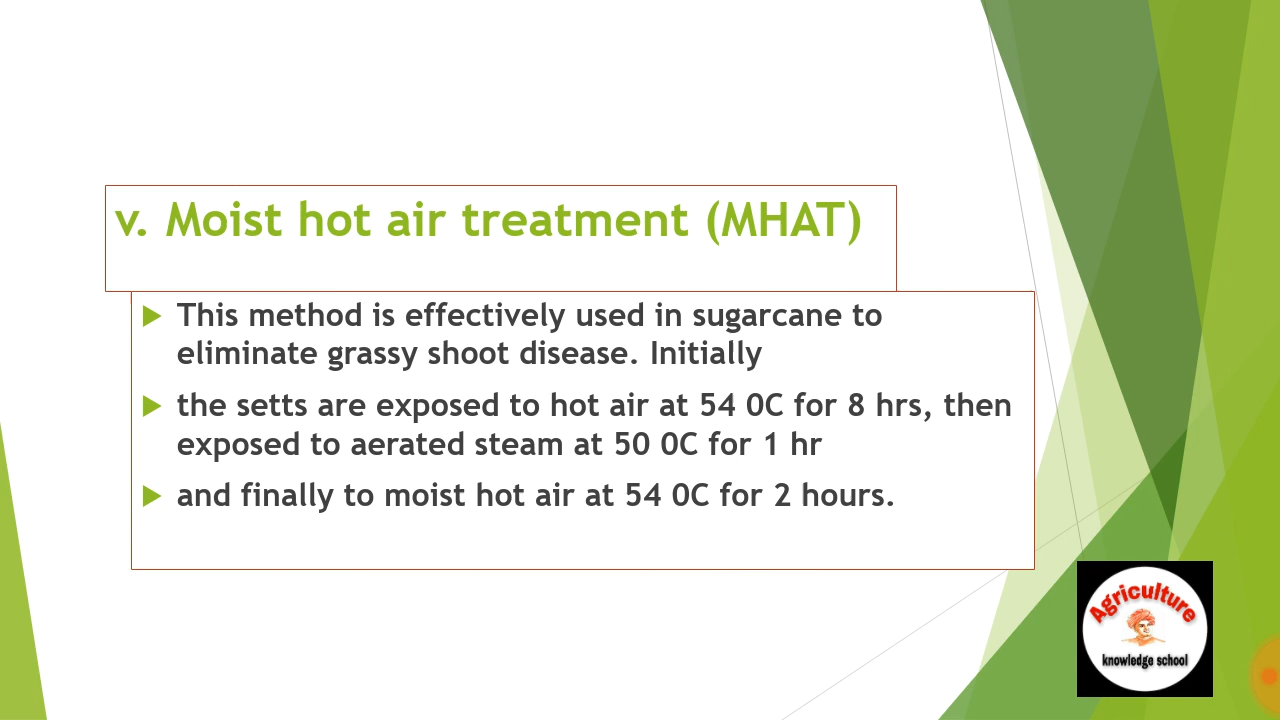 v. Moist hot air treatment (MHAT)
This method is effectively used in sugarcane to
eliminate grassy shoot disease. Initially
the setts are exposed to hot air at 54 0C for 8 hrs, then
exposed to aerated steam at 50 0C for 1 hr
and finally to moist hot air at 54 0C for 2 hours.
Agriculture
knowledge school